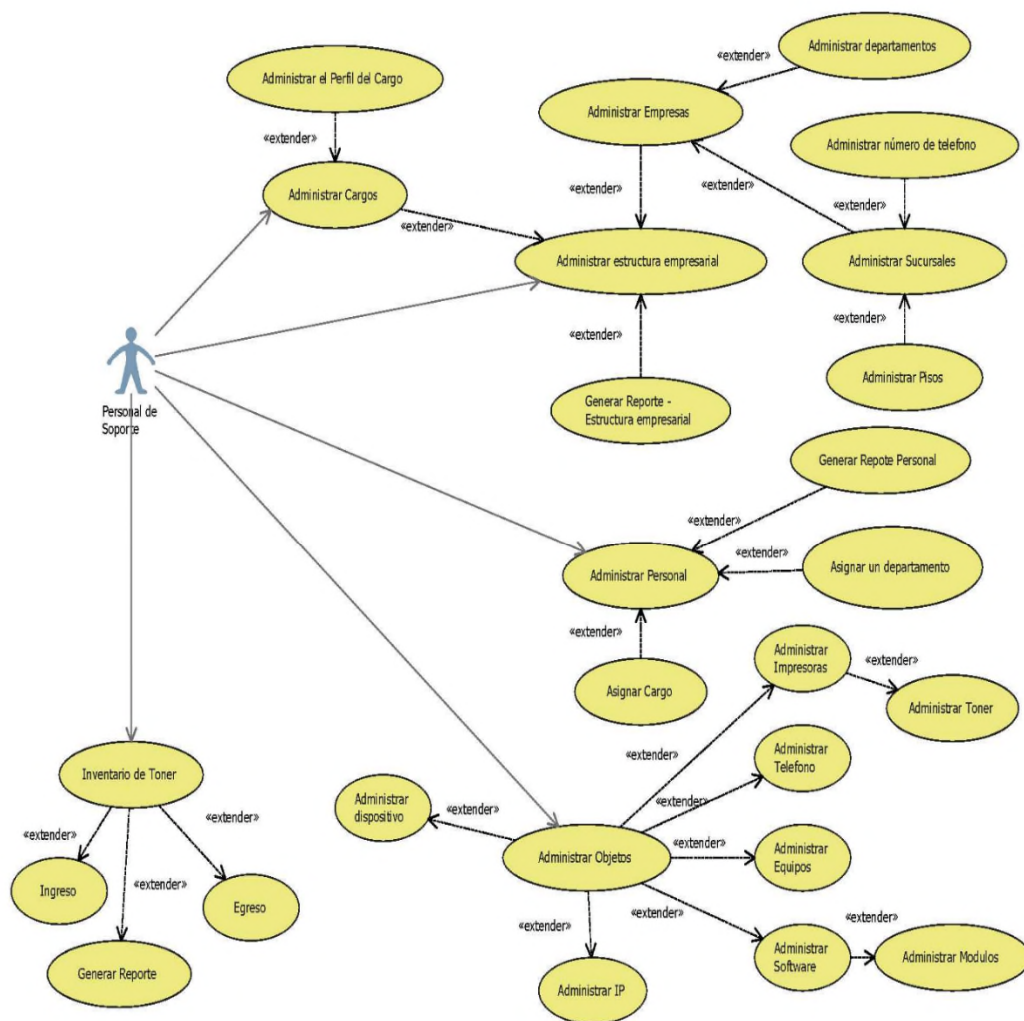 Administrar departamentos
«extender»
Administrar el Perfil del Cargo
Administrar Empresas
«extender»
Administrar número de telefono
«extender»
«extender»
Administrar Cargos
«extender»
Administrar estructura empresarial
Administrar Sucursales
«extender»
«extender»
Personal de
Soporte
Administrar Pisos
Generar Reporte -
Estructura empresarial
Generar Repote Personal
«extender»
«extender»
Administrar Personal
Asignar un departamento
«extender»
Asignar Cargo
Administrar
Impresoras
«extender»
Administrar Toner
«extender»
Inventario de Toner
Administrar
Telefono
«extender»
Administrar
dispositivo
«extender»
«extender»
«extender»
Administrar Objetos
«extender»
Administrar
Equipos
Ingreso
«extender»
Egreso
«extender»
«extender»
«extender»
Generar Reporte
Administrar
Software
Administrar Modulos
Administrar IP